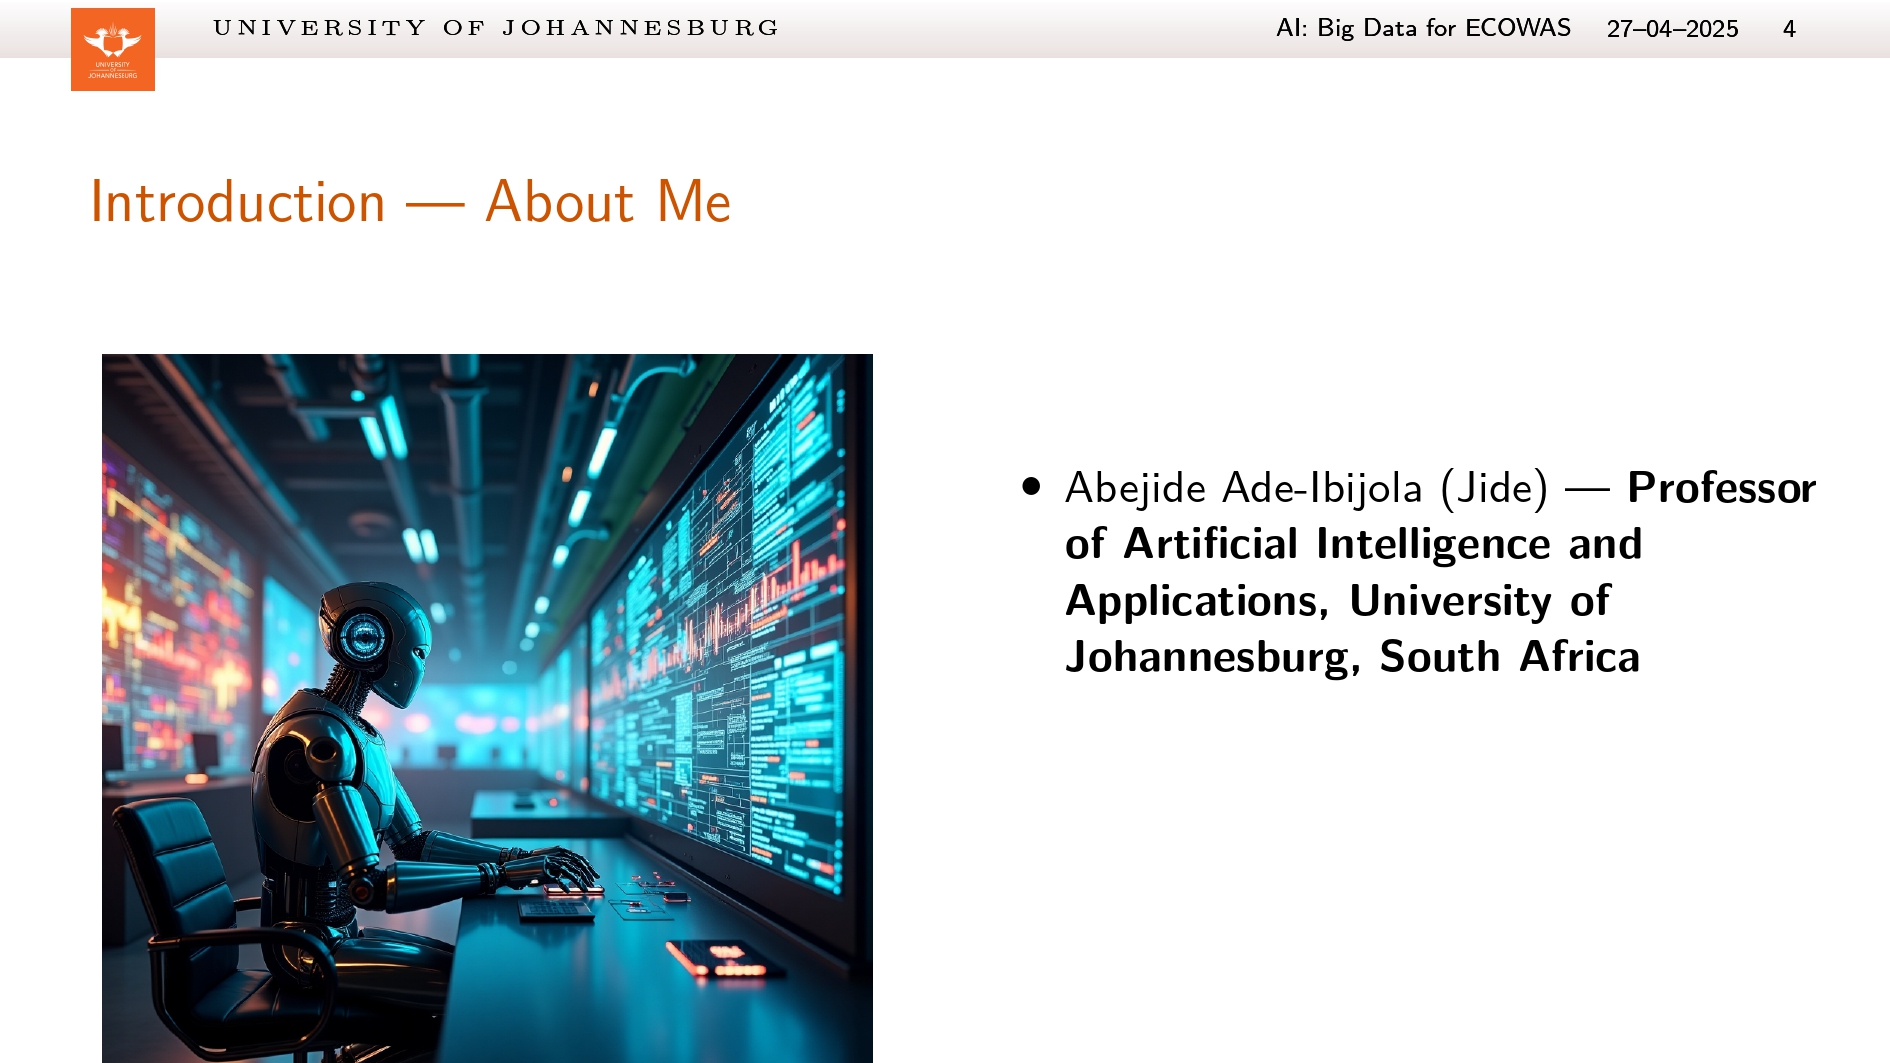 UNIVERSITY OF JOHANNESBURG
AI: Big Data for ECOWAS 27–04–2025 4
UNIVERSITY
OF
JOHANNESBURG
Introduction — About Me
• Abejide Ade-Ibijola (Jide) — Professor
of Artificial Intelligence and
Applications, University of
Johannesburg, South Africa